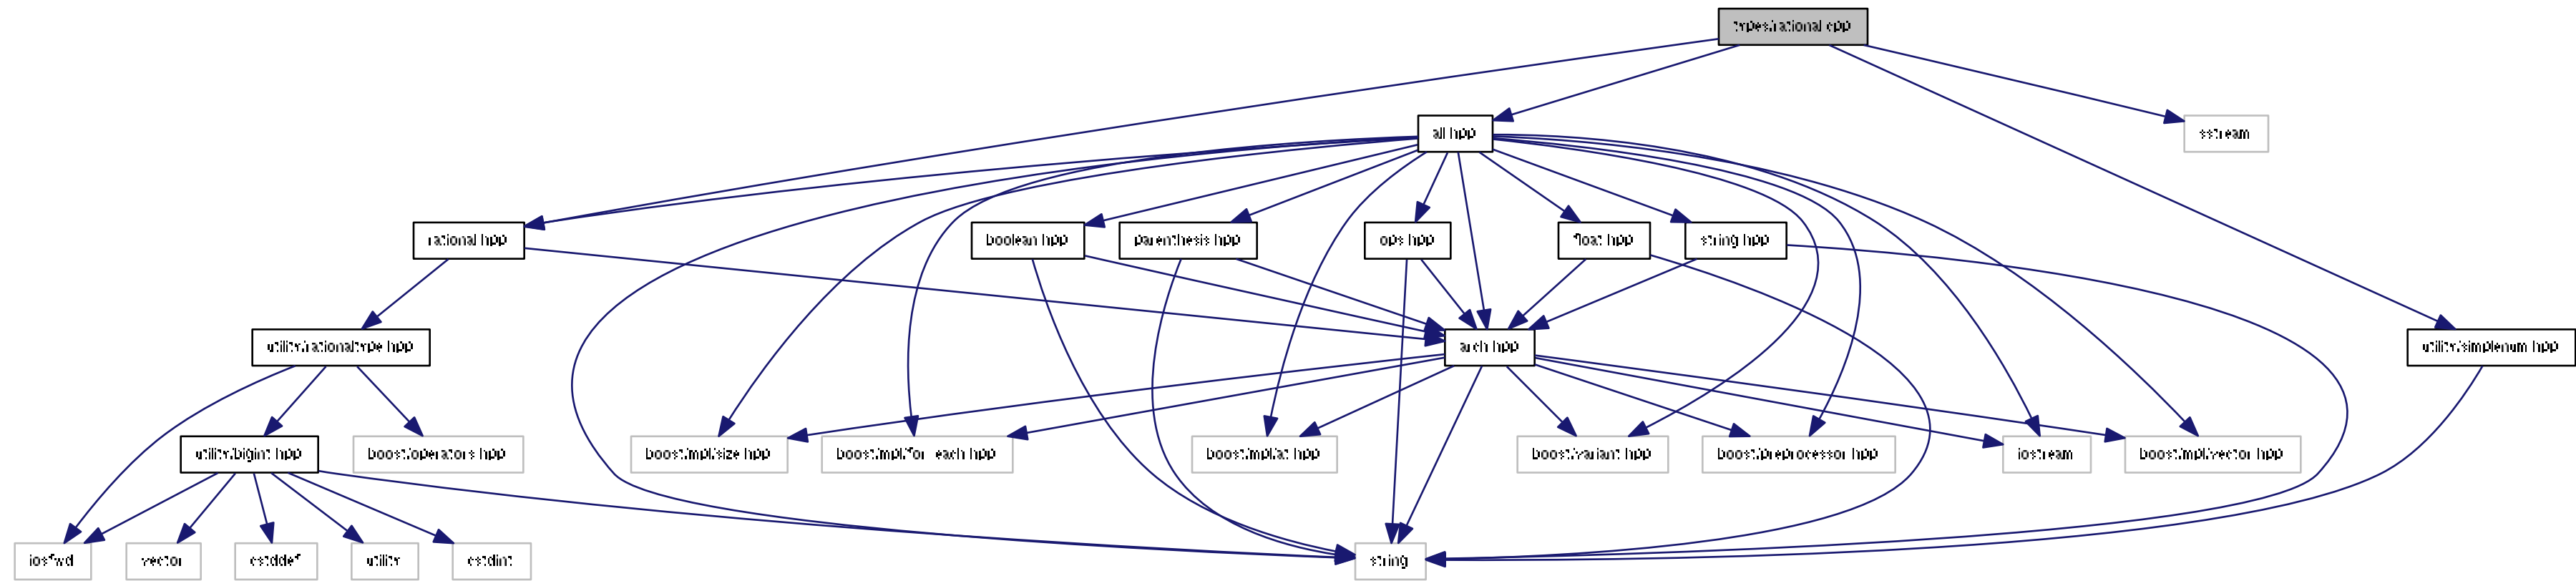 types/rational.cpp
all.hpp
sstream
rational.hpp
boolean.hpp
parenthesis.hpp
ops.hpp
float.hpp
string.hpp
utility/rationaltype.hpp
arch.hpp
utility/simplenum.hpp
utility/bigint.hpp
boost/operators.hpp
boost/mpl/size.hpp
boost/mpl/for_each.hpp
boost/mpl/at.hpp
boost/variant.hpp
boost/preprocessor.hpp
iostream
boost/mpl/vector.hpp
iosfwd
vector
cstddef
utility
cstdint
string